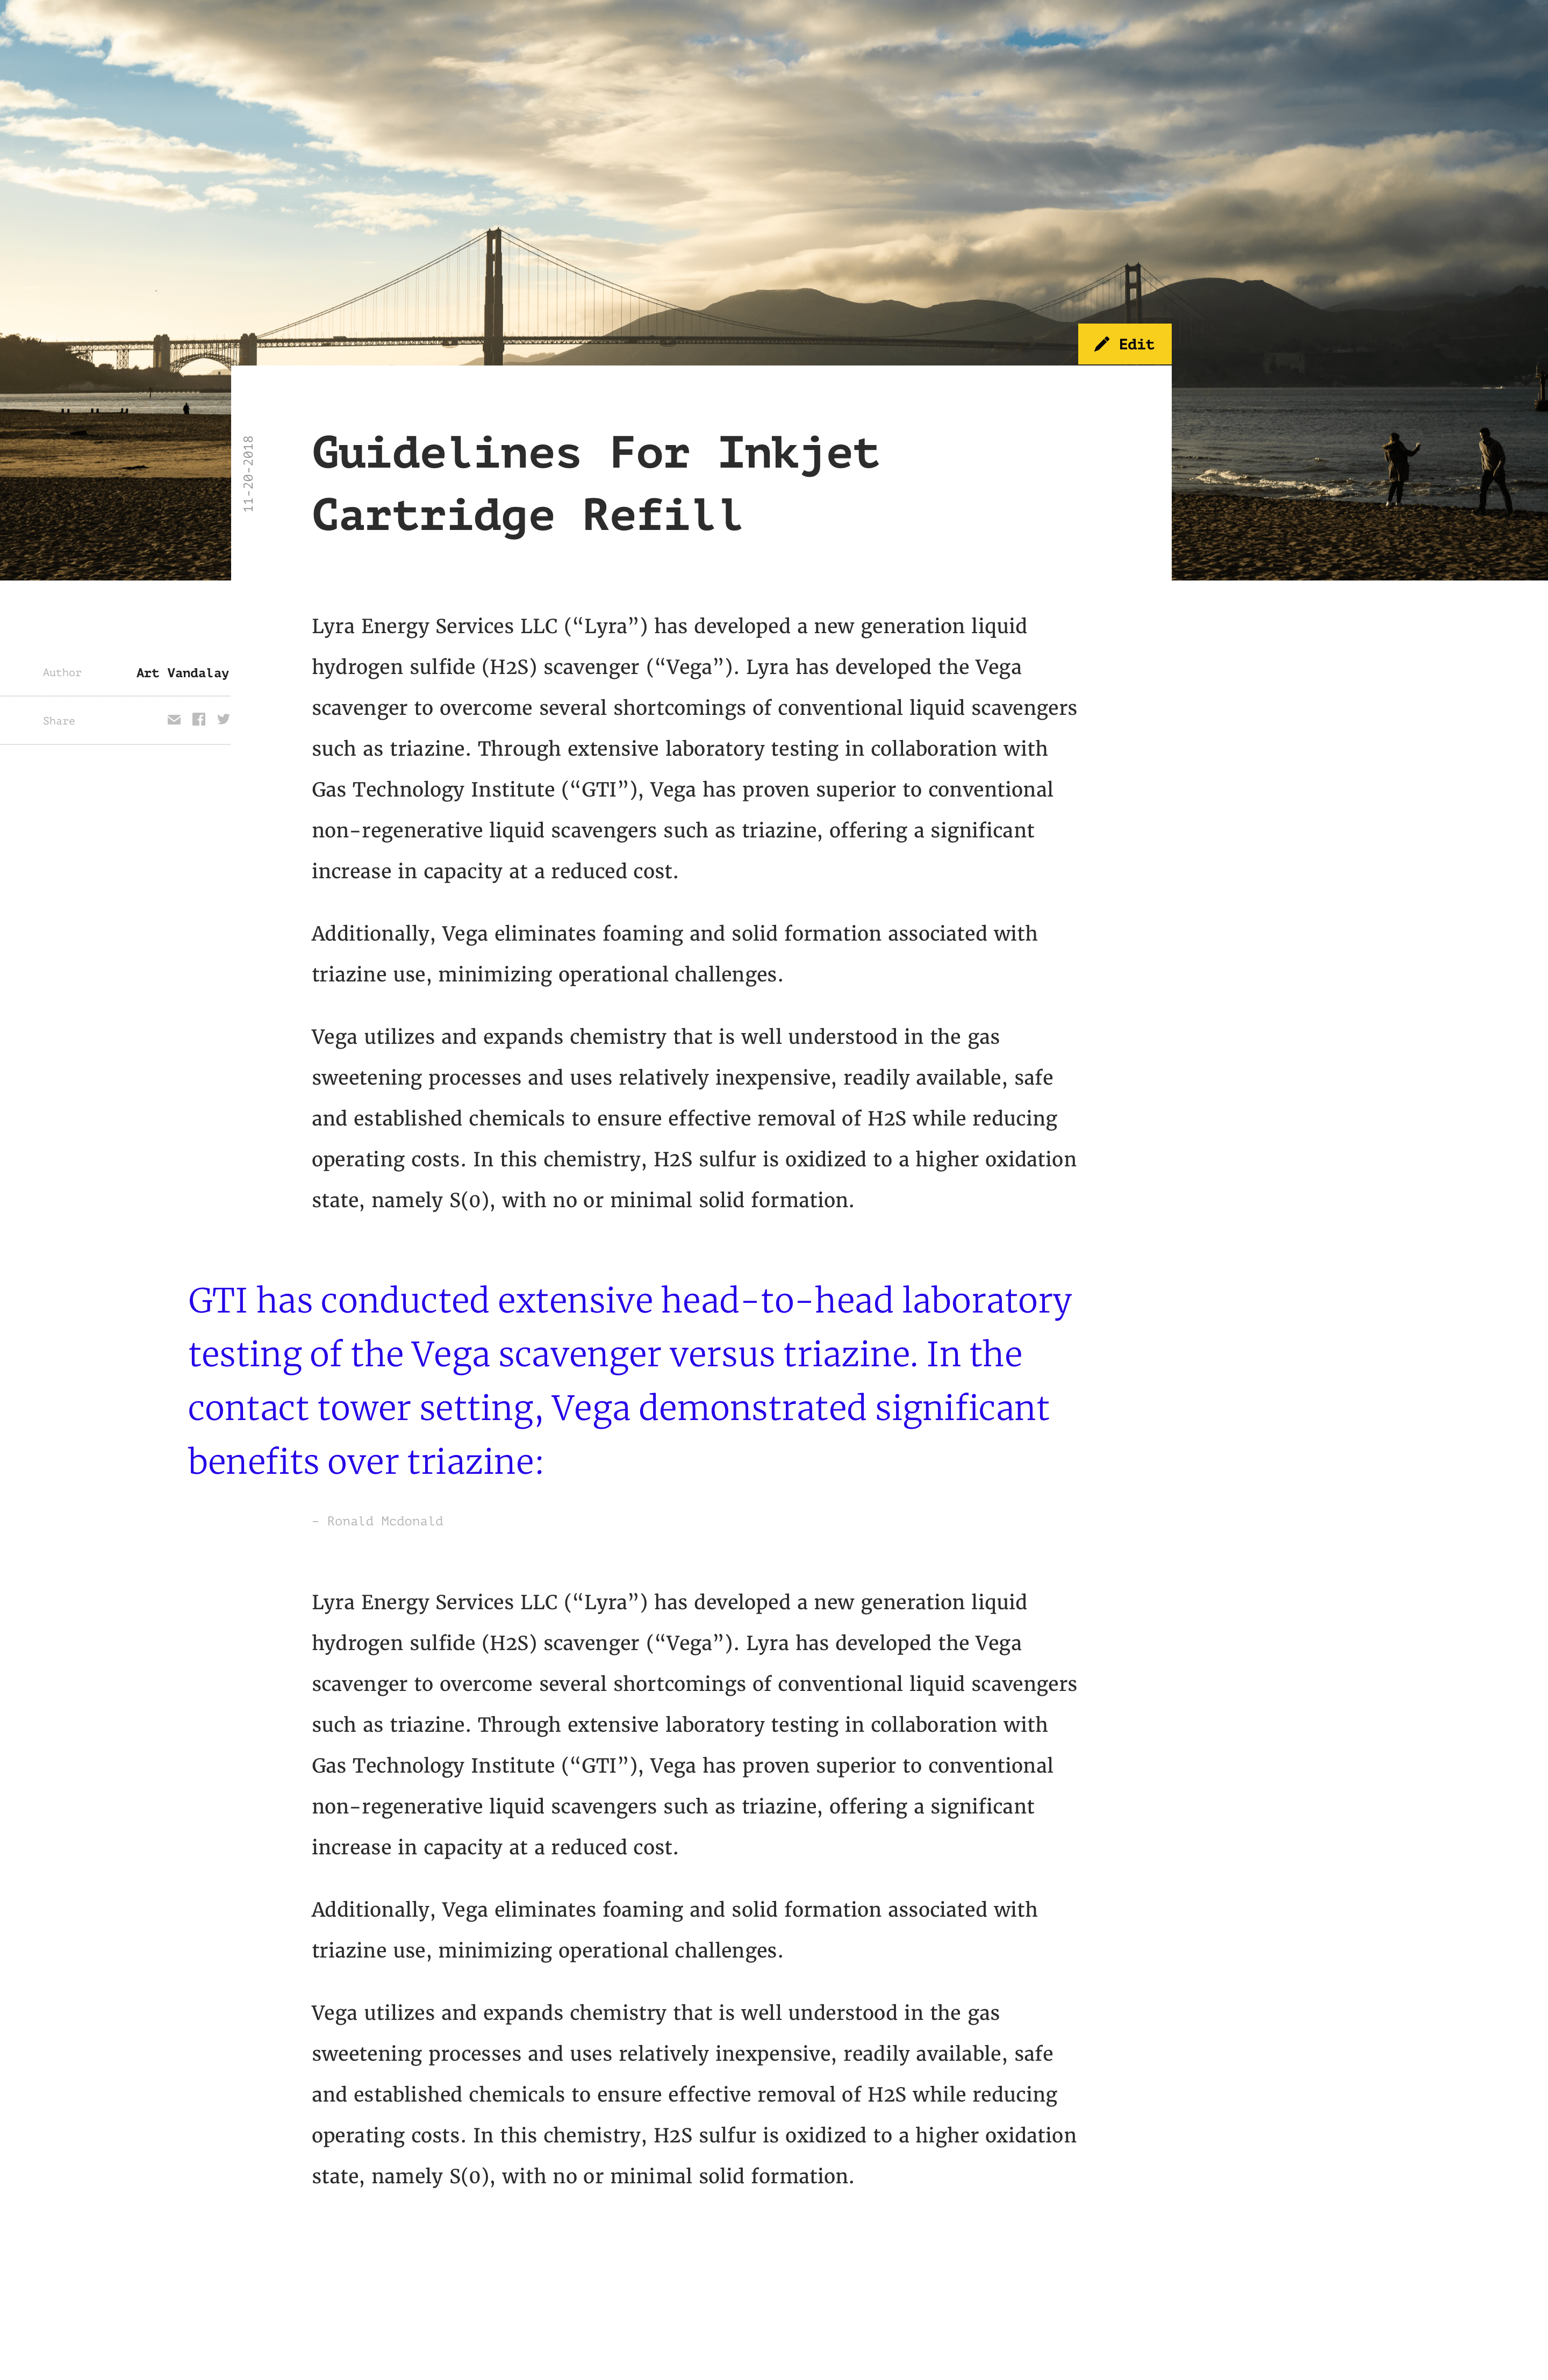 Edit
11-20-2018
Guidelines For Inkjet
Cartridge Refill
Author
Art Vandalay
Share
Lyra Energy Services LLC (“Lyra”) has developed a new generation liquid
hydrogen sulfide (H2S) scavenger (“Vega”). Lyra has developed the Vega
scavenger to overcome several shortcomings of conventional liquid scavengers
such as triazine. Through extensive laboratory testing in collaboration with
Gas Technology Institute (“GTI”), Vega has proven superior to conventional
non-regenerative liquid scavengers such as triazine, offering a significant
increase in capacity at a reduced cost.
Additionally, Vega eliminates foaming and solid formation associated with
triazine use, minimizing operational challenges.
Vega utilizes and expands chemistry that is well understood in the gas
sweetening processes and uses relatively inexpensive, readily available, safe
and established chemicals to ensure effective removal of H2S while reducing
operating costs. In this chemistry, H2S sulfur is oxidized to a higher oxidation
state, namely S(0), with no or minimal solid formation.
GTI has conducted extensive head-to-head laboratory
testing of the Vega scavenger versus triazine. In the
contact tower setting, Vega demonstrated significant
benefits over triazine:
– Ronald Mcdonald
Lyra Energy Services LLC (“Lyra”) has developed a new generation liquid
hydrogen sulfide (H2S) scavenger (“Vega”). Lyra has developed the Vega
scavenger to overcome several shortcomings of conventional liquid scavengers
such as triazine. Through extensive laboratory testing in collaboration with
Gas Technology Institute (“GTI”), Vega has proven superior to conventional
non-regenerative liquid scavengers such as triazine, offering a significant
increase in capacity at a reduced cost.
Additionally, Vega eliminates foaming and solid formation associated with
triazine use, minimizing operational challenges.
Vega utilizes and expands chemistry that is well understood in the gas
sweetening processes and uses relatively inexpensive, readily available, safe
and established chemicals to ensure effective removal of H2S while reducing
operating costs. In this chemistry, H2S sulfur is oxidized to a higher oxidation
state, namely S(0), with no or minimal solid formation.